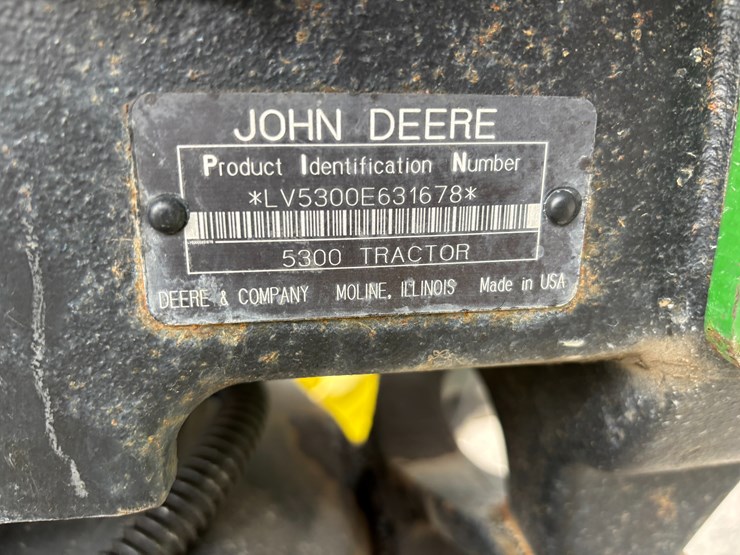 JOHN DEERE
Product Identification Number
*LV5300E631678*
5300 TRACTOR
DEERE & COMPANY MOLINE, ILLINOIS Made in USA